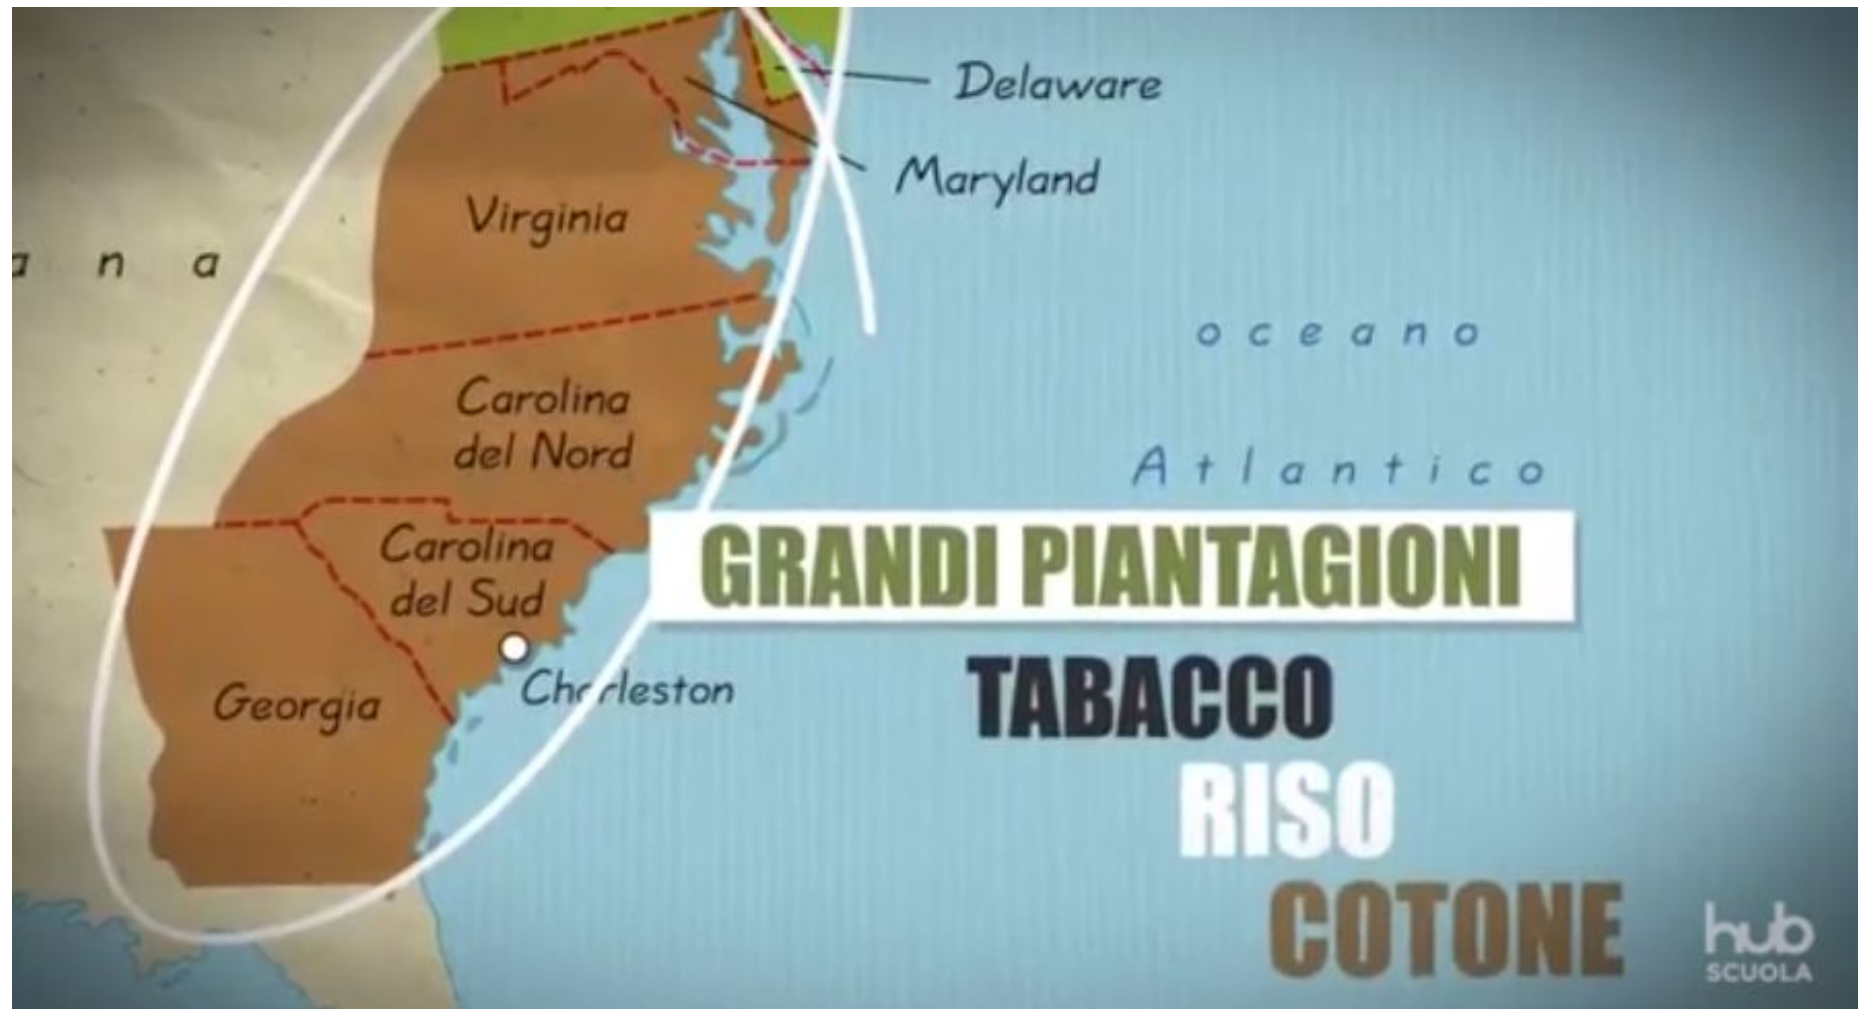 Delaware
Maryland
Virginia
a n a
oceano
Carolina
del Nord
Atlantico
Carolina
del Sud
GRANDI PIANTAGIONI
Charleston
Georgia
TABACCO
RISO
COTONE
hub
SCUOLA